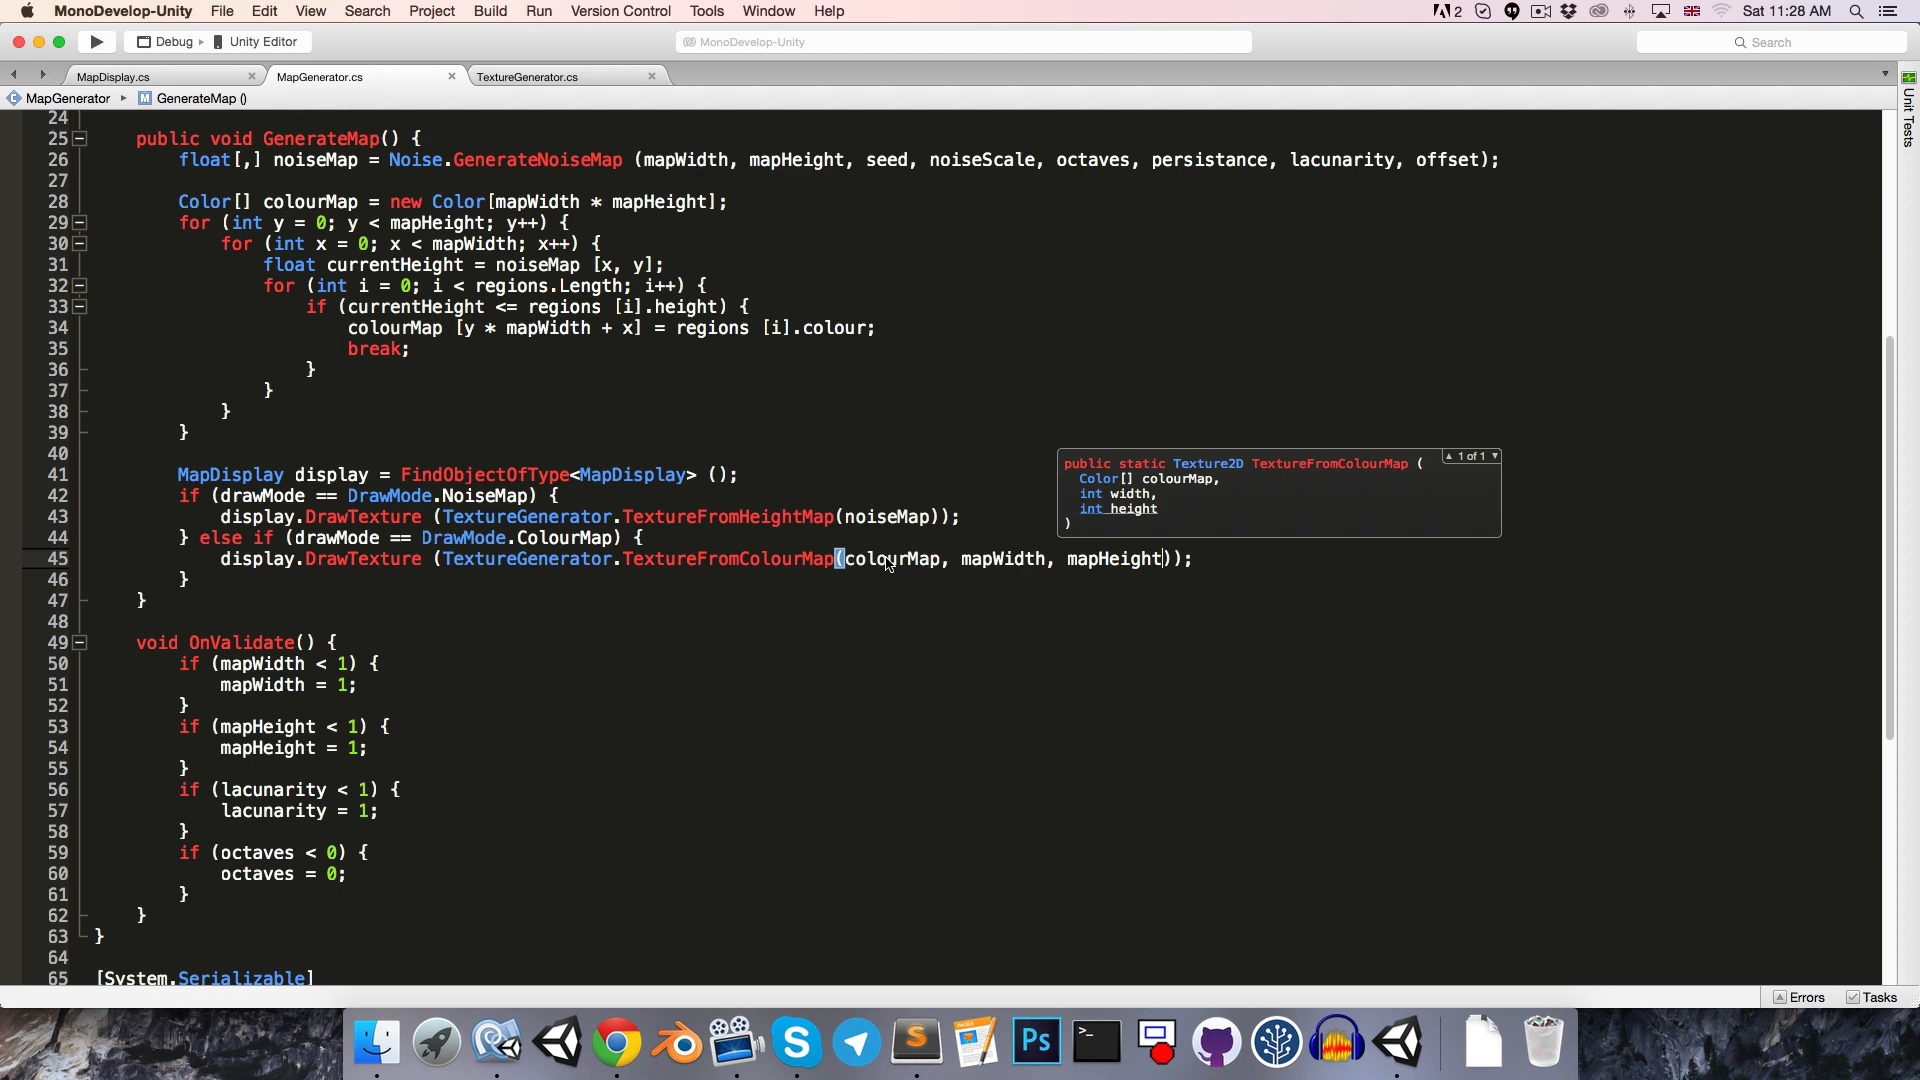 MonoDevelop-Unity File Edit View Search Project Build Run Version Control Tools Window Help 2 Sat 11:28 AM
Debug Unity Editor MonoDevelop-Unity Search
MapDisplay.cs MapGenerator.cs TextureGenerator.cs
MapGenerator GenerateMap ()
Unit Tests
24
25 public void GenerateMap() {
26 float[,] noiseMap = Noise.GenerateNoiseMap (mapWidth, mapHeight, seed, noiseScale, octaves, persistance, lacunarity, offset);
27
28 Color[] colourMap = new Color[mapWidth * mapHeight];
29 for (int y = 0; y < mapHeight; y++) {
30 for (int x = 0; x < mapWidth; x++) {
31 float currentHeight = noiseMap [x, y];
32 for (int i = 0; i < regions.Length; i++) {
33 if (currentHeight <= regions [i].height) {
34 colourMap [y * mapWidth + x] = regions [i].colour;
35 break;
36 }
37 }
38 }
39 }
40
41 MapDisplay display = FindObjectOfType<MapDisplay> ();
42 if (drawMode == DrawMode.NoiseMap) {
43 display.DrawTexture (TextureGenerator.TextureFromHeightMap(noiseMap));
44 } else if (drawMode == DrawMode.ColourMap) {
45 display.DrawTexture (TextureGenerator.TextureFromColourMap(colourMap, mapWidth, mapHeight));
46 }
47 }
48
49 void OnValidate() {
50 if (mapWidth < 1) {
51 mapWidth = 1;
52 }
53 if (mapHeight < 1) {
54 mapHeight = 1;
55 }
56 if (lacunarity < 1) {
57 lacunarity = 1;
58 }
59 if (octaves < 0) {
60 octaves = 0;
61 }
62 }
63 }
64
65 [System.Serializable]
1 of 1
public static Texture2D TextureFromColourMap (
Color[] colourMap,
int width,
int height
)
Errors Tasks
PAGES
Ps